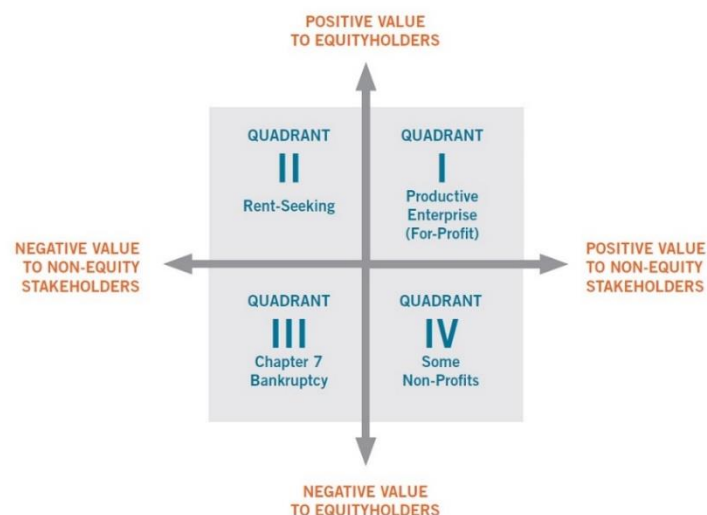 POSITIVE VALUE
TO EQUITYHOLDERS
QUADRANT
II
Rent-Seeking
QUADRANT
I
Productive
Enterprise
(For-Profit)
NEGATIVE VALUE
TO NON-EQUITY
STAKEHOLDERS
POSITIVE VALUE
TO NON-EQUITY
STAKEHOLDERS
QUADRANT
III
Chapter 7
Bankruptcy
QUADRANT
IV
Some
Non-Profits
NEGATIVE VALUE
TO EQUITYHOLDERS